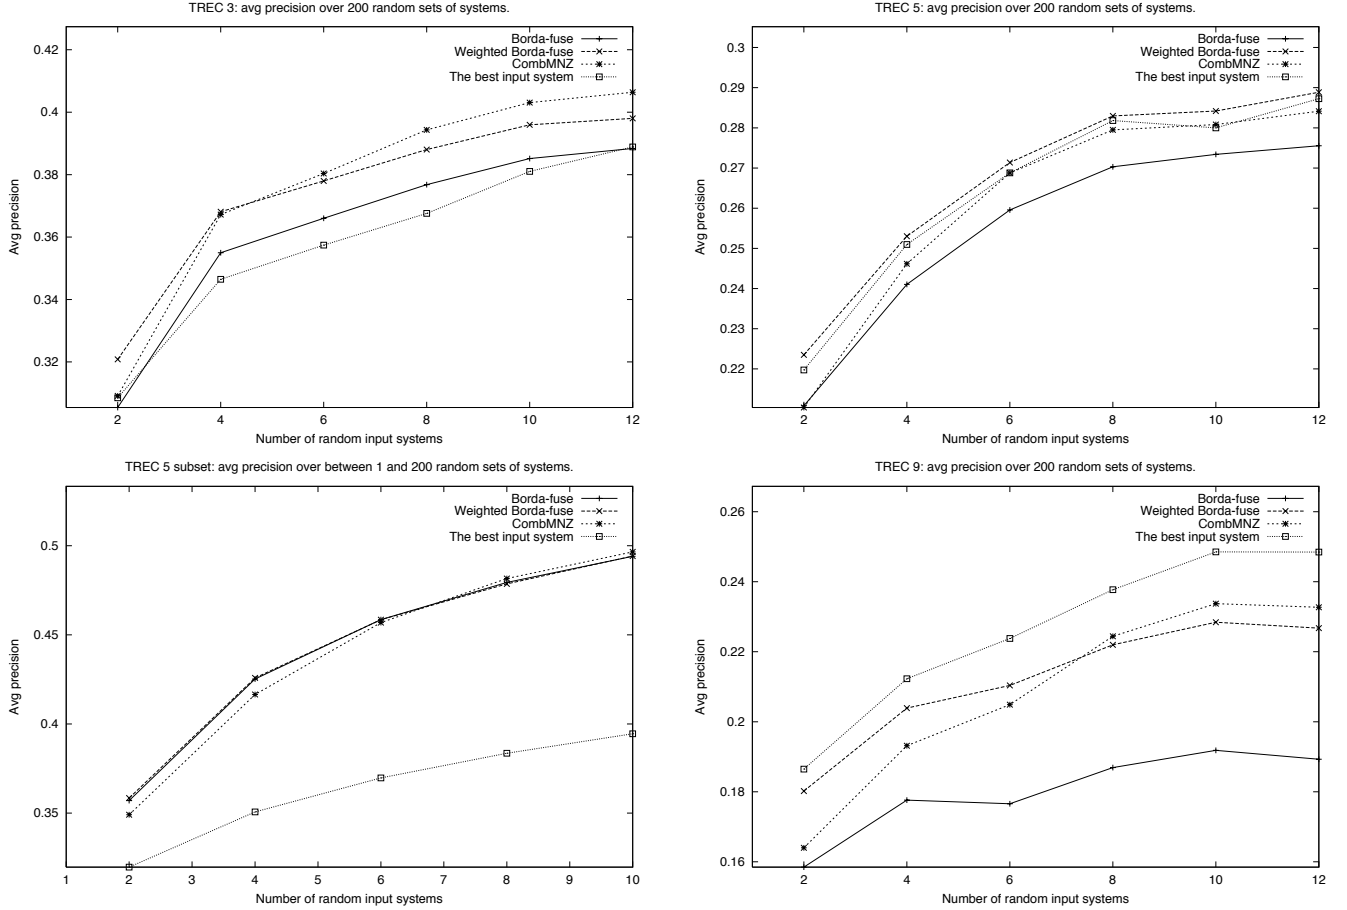 TREC 3: avg precision over 200 random sets of systems.
Borda-fuse
Weighted Borda-fuse
CombMNZ
The best input system
0.42
0.4
0.38
0.36
0.34
0.32
Avg precision
2
4
6
8
10
12
Number of random input systems
TREC 5: avg precision over 200 random sets of systems.
Borda-fuse
Weighted Borda-fuse
CombMNZ
The best input system
0.3
0.29
0.28
0.27
0.26
0.25
0.24
0.23
0.22
Avg precision
2
4
6
8
10
12
Number of random input systems
TREC 5 subset: avg precision over between 1 and 200 random sets of systems.
Borda-fuse
Weighted Borda-fuse
CombMNZ
The best input system
0.5
0.45
0.4
0.35
Avg precision
1
2
3
4
5
6
7
8
9
10
Number of random input systems
TREC 9: avg precision over 200 random sets of systems.
Borda-fuse
Weighted Borda-fuse
CombMNZ
The best input system
0.26
0.24
0.22
0.2
0.18
0.16
Avg precision
2
4
6
8
10
12
Number of random input systems